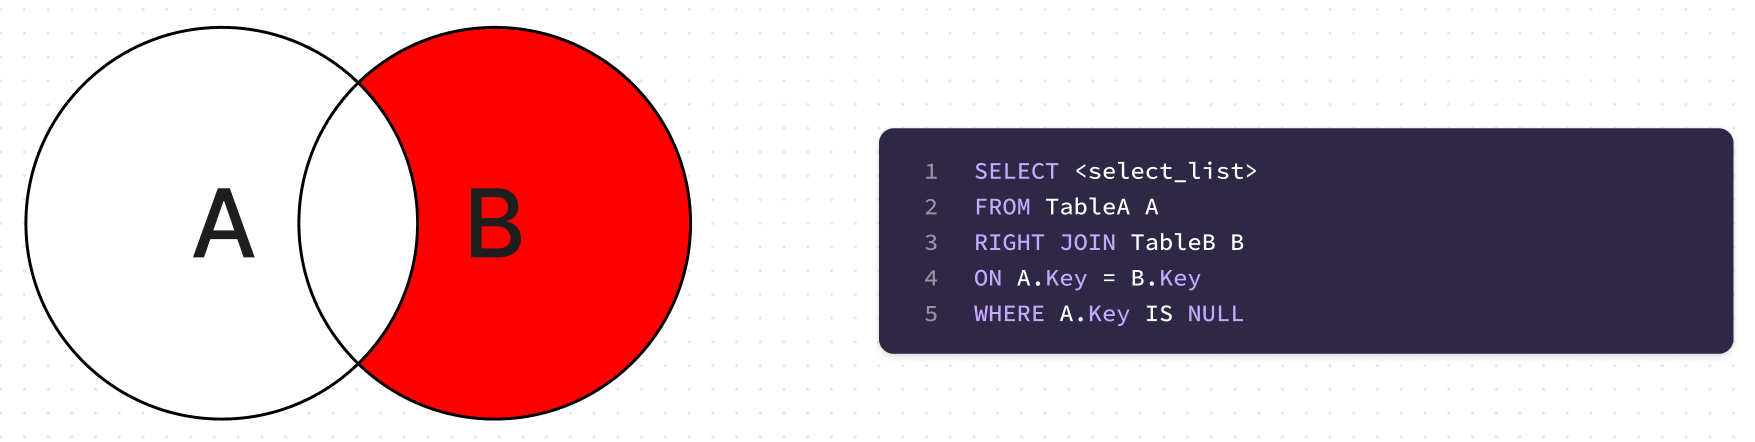 A
B
1 SELECT <select_list>
2 FROM TableA A
3 RIGHT JOIN TableB B
4 ON A.Key = B.Key
5 WHERE A.Key IS NULL